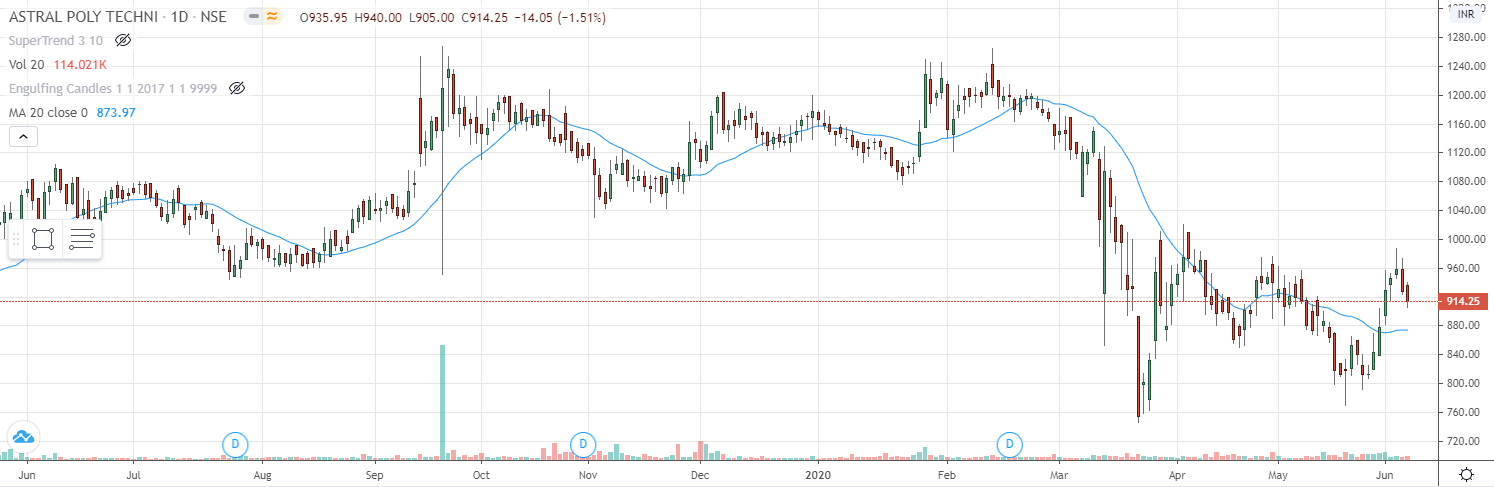 ASTRAL POLY TECHNI · 1D · NSE O935.95 H940.00 L905.00 C914.25 −14.05 (−1.51%)
SuperTrend 3 10
Vol 20 114.021K
Engulfing Candles 1 1 2017 1 1 9999
MA 20 close 0 873.97
INR
1280.00
1240.00
1200.00
1160.00
1120.00
1080.00
1040.00
1000.00
960.00
914.25
880.00
840.00
800.00
760.00
720.00
D D D
Jun Jul Aug Sep Oct Nov Dec 2020 Feb Mar Apr May Jun